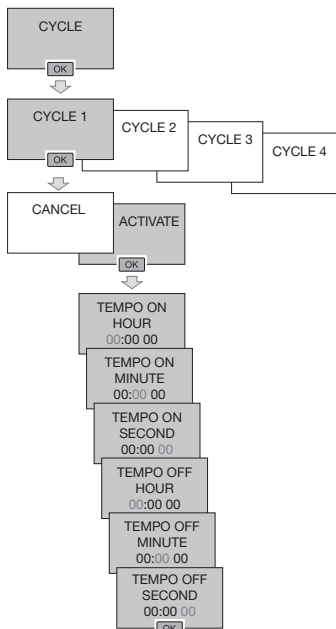 CYCLE
OK
CYCLE 1
CYCLE 2
CYCLE 3
CYCLE 4
OK
CANCEL
ACTIVATE
OK
TEMPO ON
HOUR
00:00 00
TEMPO ON
MINUTE
00:00 00
TEMPO ON
SECOND
00:00 00
TEMPO OFF
HOUR
00:00 00
TEMPO OFF
MINUTE
00:00 00
TEMPO OFF
SECOND
00:00 00
OK